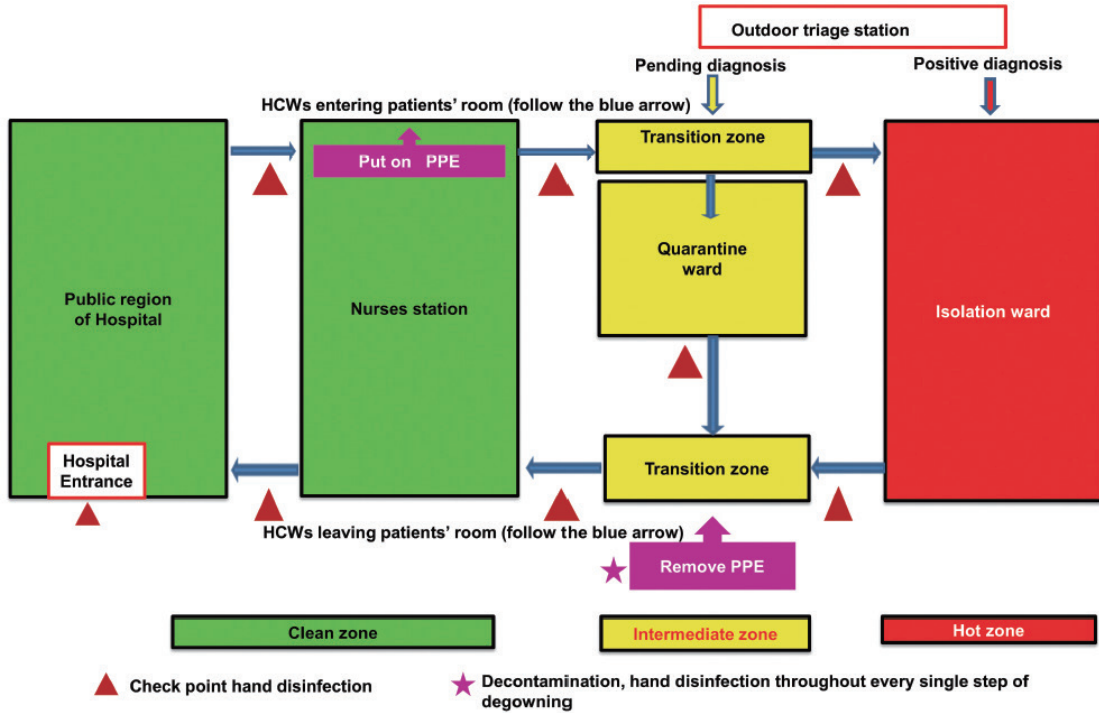 Outdoor triage station
Pending diagnosis
Positive diagnosis
HCWs entering patients' room (follow the blue arrow)
Put on PPE
Transition zone
Public region
of Hospital
Nurses station
Quarantine
ward
Isolation ward
Hospital
Entrance
Transition zone
HCWs leaving patients' room (follow the blue arrow)
Remove PPE
Clean zone
Intermediate zone
Hot zone
Check point hand disinfection
Decontamination, hand disinfection throughout every single step of
degowning